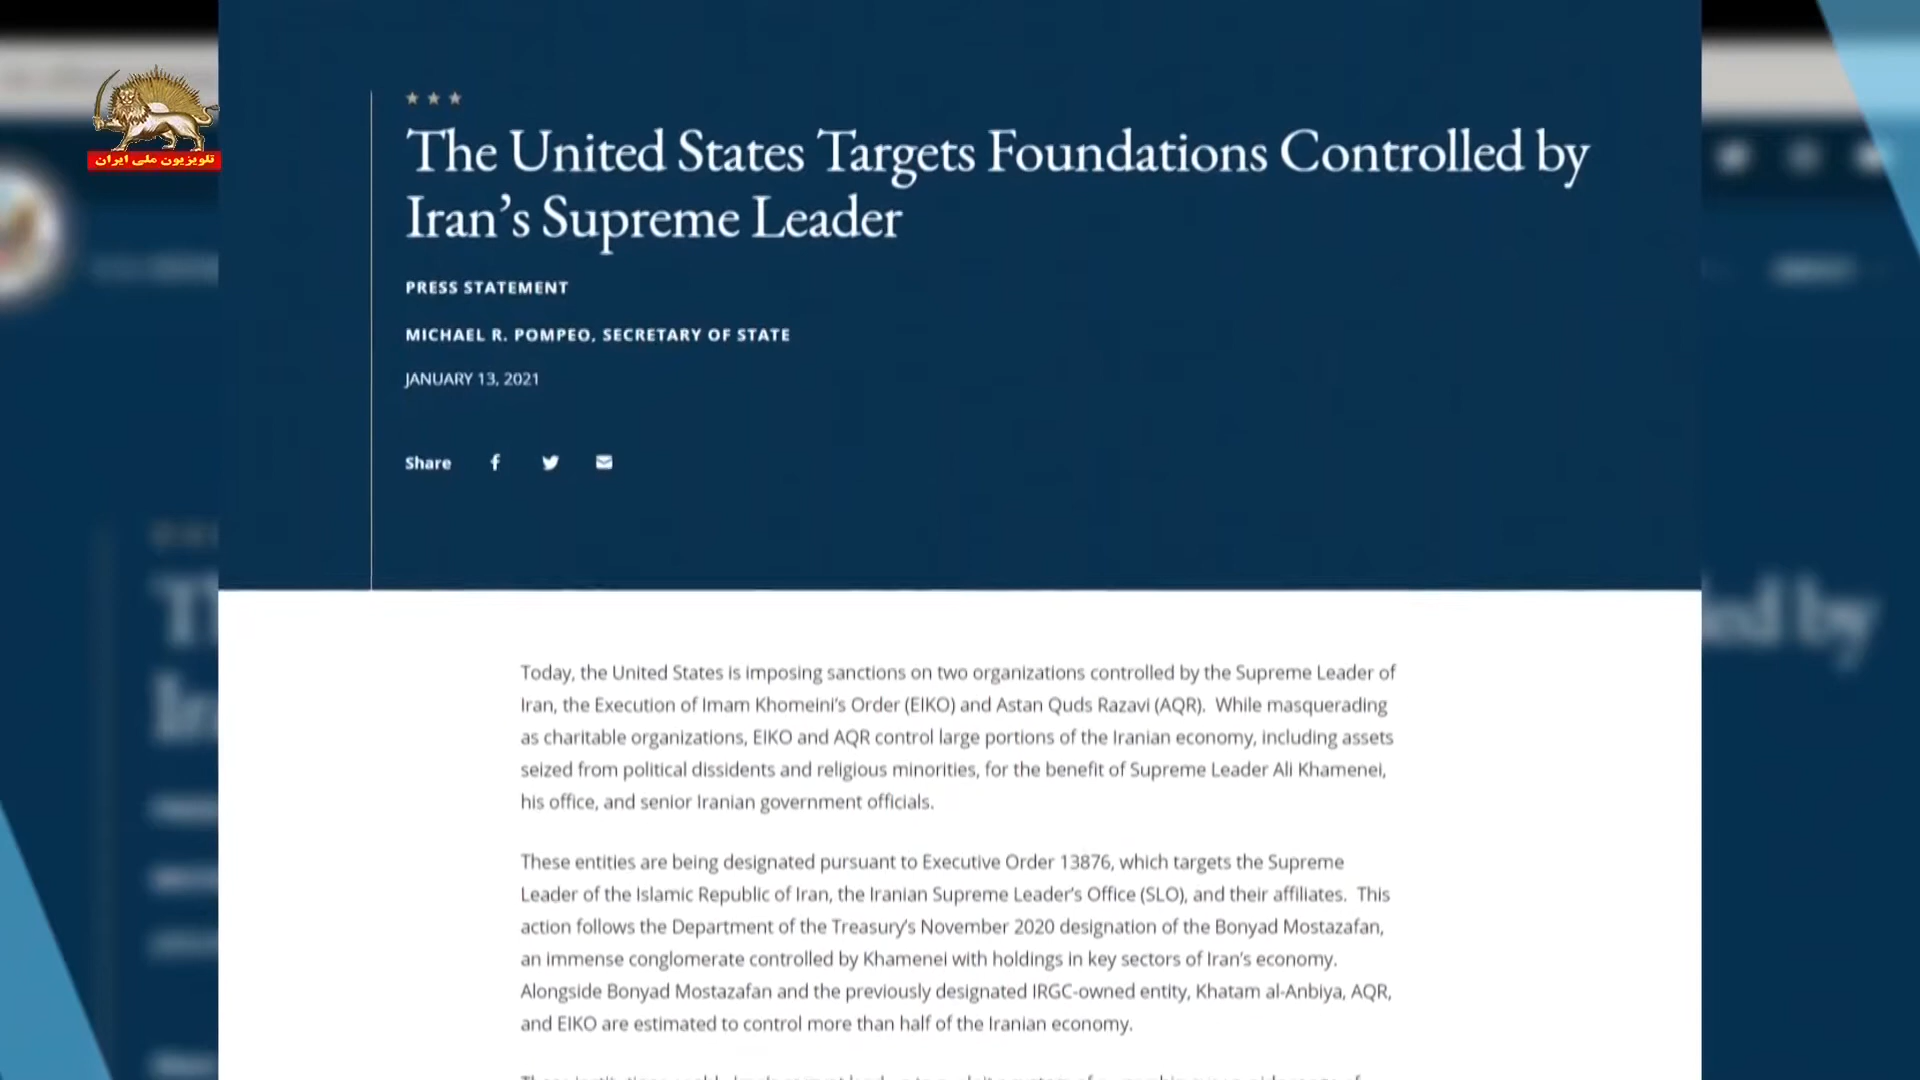 تلویزیون ملی ایران
The United States Targets Foundations Controlled by
Iran’s Supreme Leader
PRESS STATEMENT
MICHAEL R. POMPEO, SECRETARY OF STATE
JANUARY 13, 2021
Share
Today, the United States is imposing sanctions on two organizations controlled by the Supreme Leader of
Iran, the Execution of Imam Khomeini’s Order (EIKO) and Astan Quds Razavi (AQR).  While masquerading
as charitable organizations, EIKO and AQR control large portions of the Iranian economy, including assets
seized from political dissidents and religious minorities, for the benefit of Supreme Leader Ali Khamenei,
his office, and senior Iranian government officials.
These entities are being designated pursuant to Executive Order 13876, which targets the Supreme
Leader of the Islamic Republic of Iran, the Iranian Supreme Leader’s Office (SLO), and their affiliates.  This
action follows the Department of the Treasury’s November 2020 designation of the Bonyad Mostazafan,
an immense conglomerate controlled by Khamenei with holdings in key sectors of Iran’s economy.
Alongside Bonyad Mostazafan and the previously designated IRGC-owned entity, Khatam al-Anbiya, AQR,
and EIKO are estimated to control more than half of the Iranian economy.